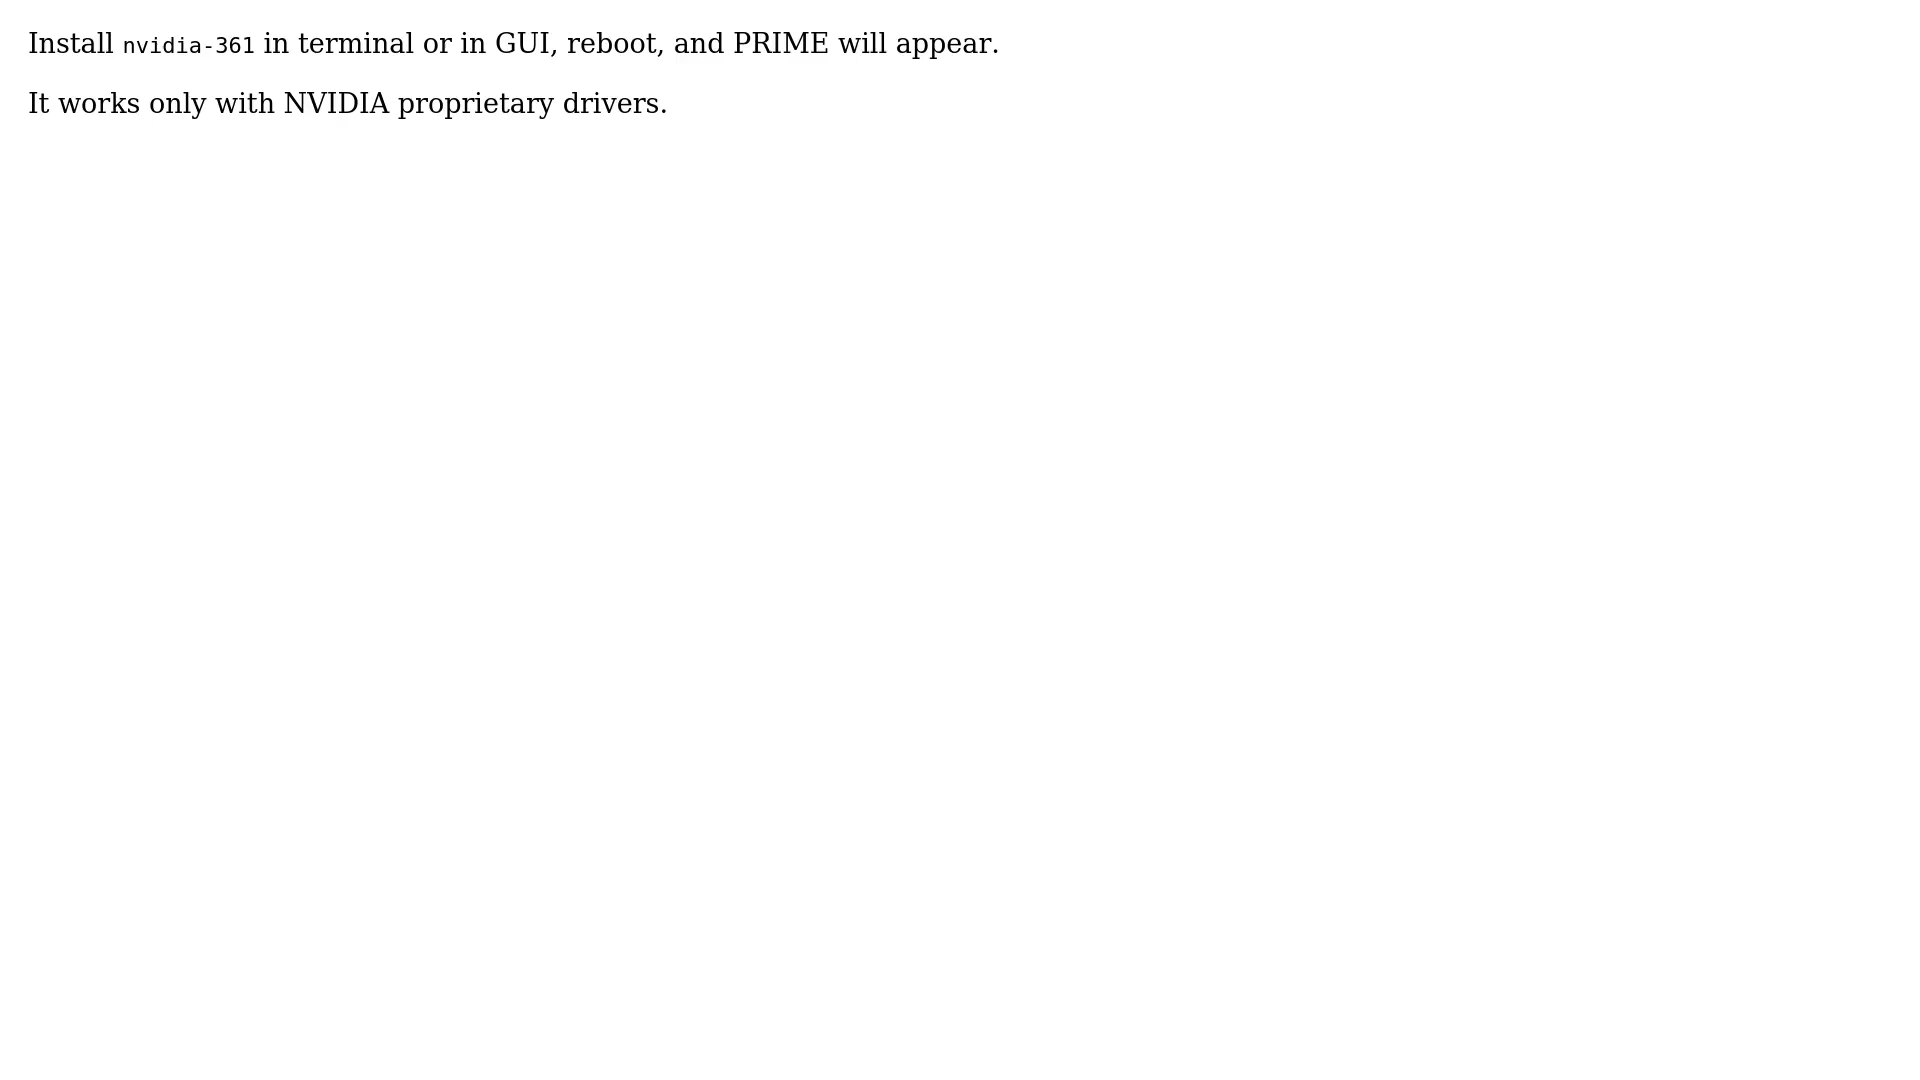 Install nvidia-361 in terminal or in GUI, reboot, and PRIME will appear.
It works only with NVIDIA proprietary drivers.